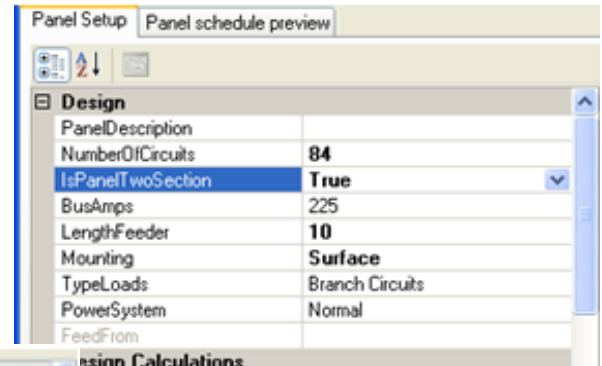 Panel Setup Panel schedule preview
Design
PanelDescription
NumberOfCircuits 84
IsPanelTwoSection True
BusAmps 225
LengthFeeder 10
Mounting Surface
TypeLoads Branch Circuits
PowerSystem Normal
FeedFrom
esign Calculations